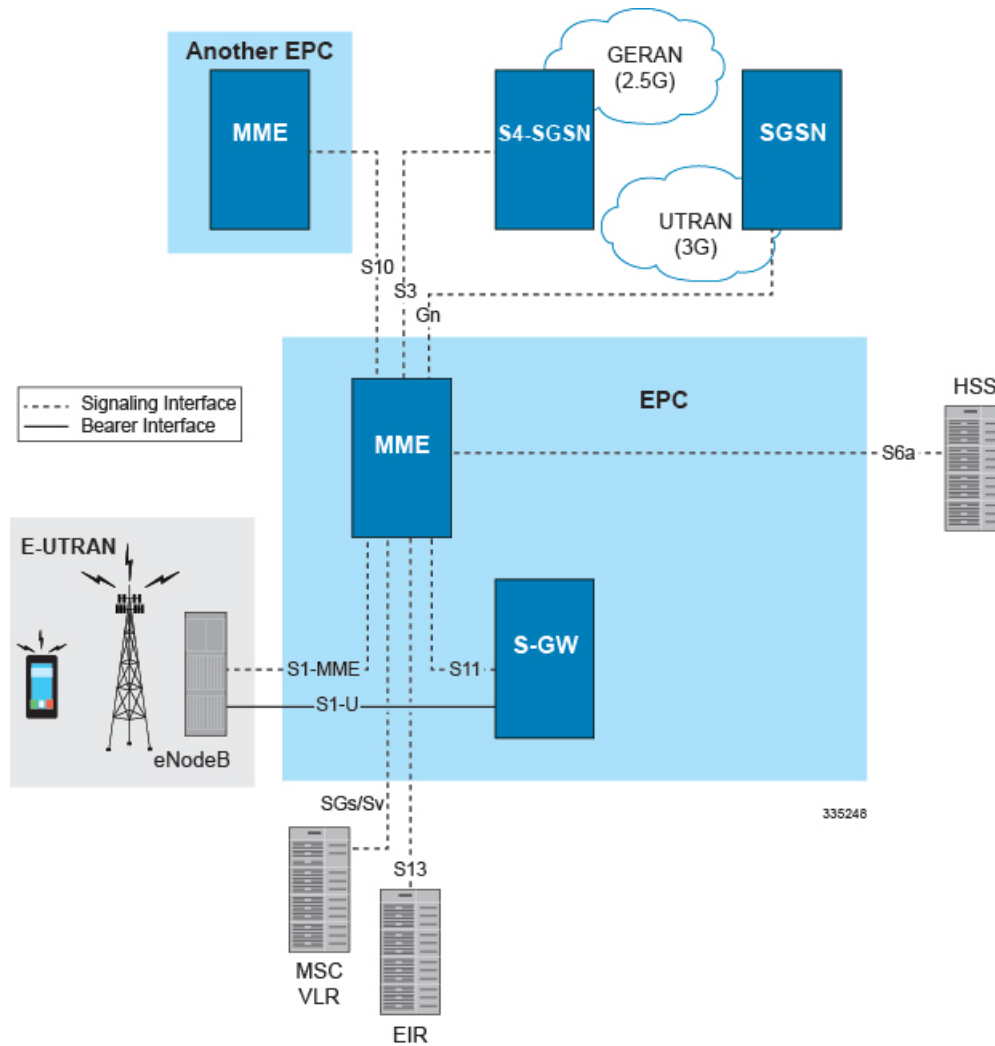 Another EPC
MME
GERAN
(2.5G)
S4-SGSN
SGSN
UTRAN
(3G)
S10
S3
Gn
Signaling Interface
Bearer Interface
EPC
MME
HSS
S6a
E-UTRAN
S-GW
S1-MME
S11
S1-U
eNodeB
SGs/Sv
335248
S13
MSC
VLR
EIR